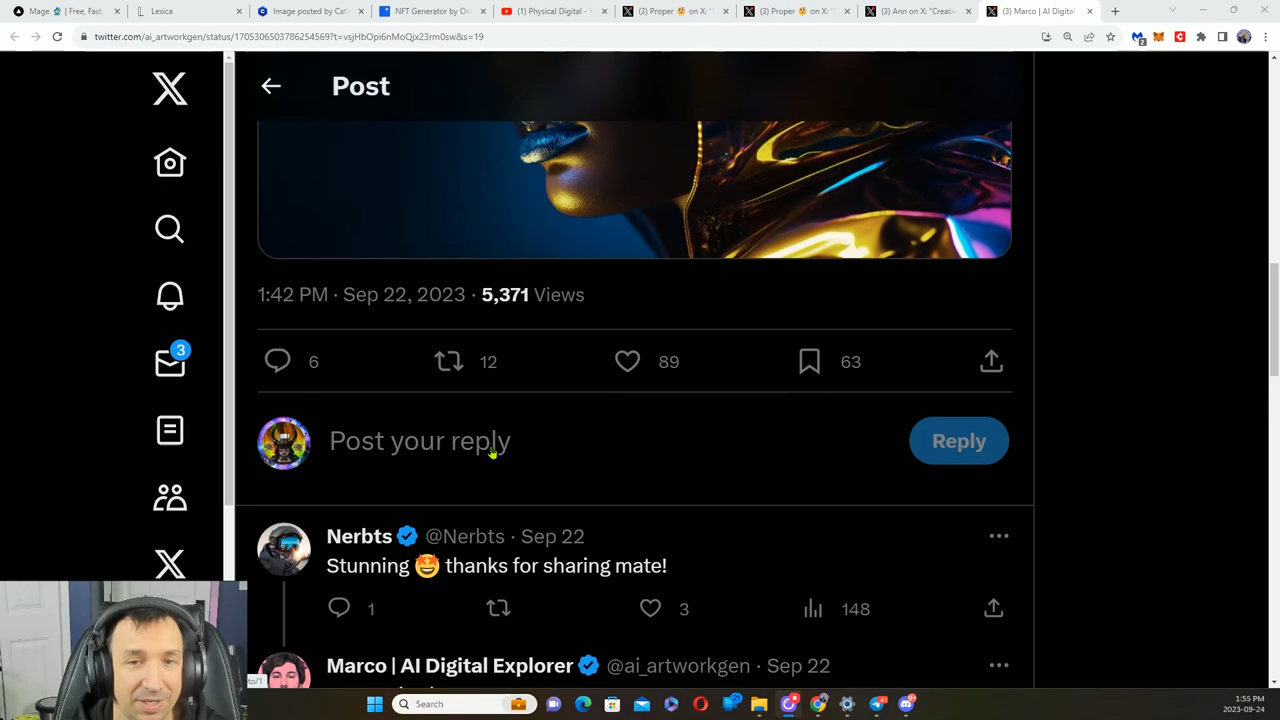 Mage 🧙 | Free, Fast,
Lexica
Image posted by Cat
NFT Generator by On
(1) Physical Digital -
(3) Proper 🧐 on X: "
(3) Proper 🧐 on X: "
(3) Ann on X: "Creati
(3) Marco | AI Digital
twitter.com/ai_artworkgen/status/1705306503786254569?t=vsjHbOpi6nMoQjx23rm0sw&s=19
Post
1:42 PM · Sep 22, 2023 · 5,371 Views
6 12 89 63
3
Post your reply
Reply
Nerbts @Nerbts · Sep 22
Stunning 🤩 thanks for sharing mate!
1 3 148
Marco | AI Digital Explorer @ai_artworkgen · Sep 22
Search
1:55 PM
2023-09-24